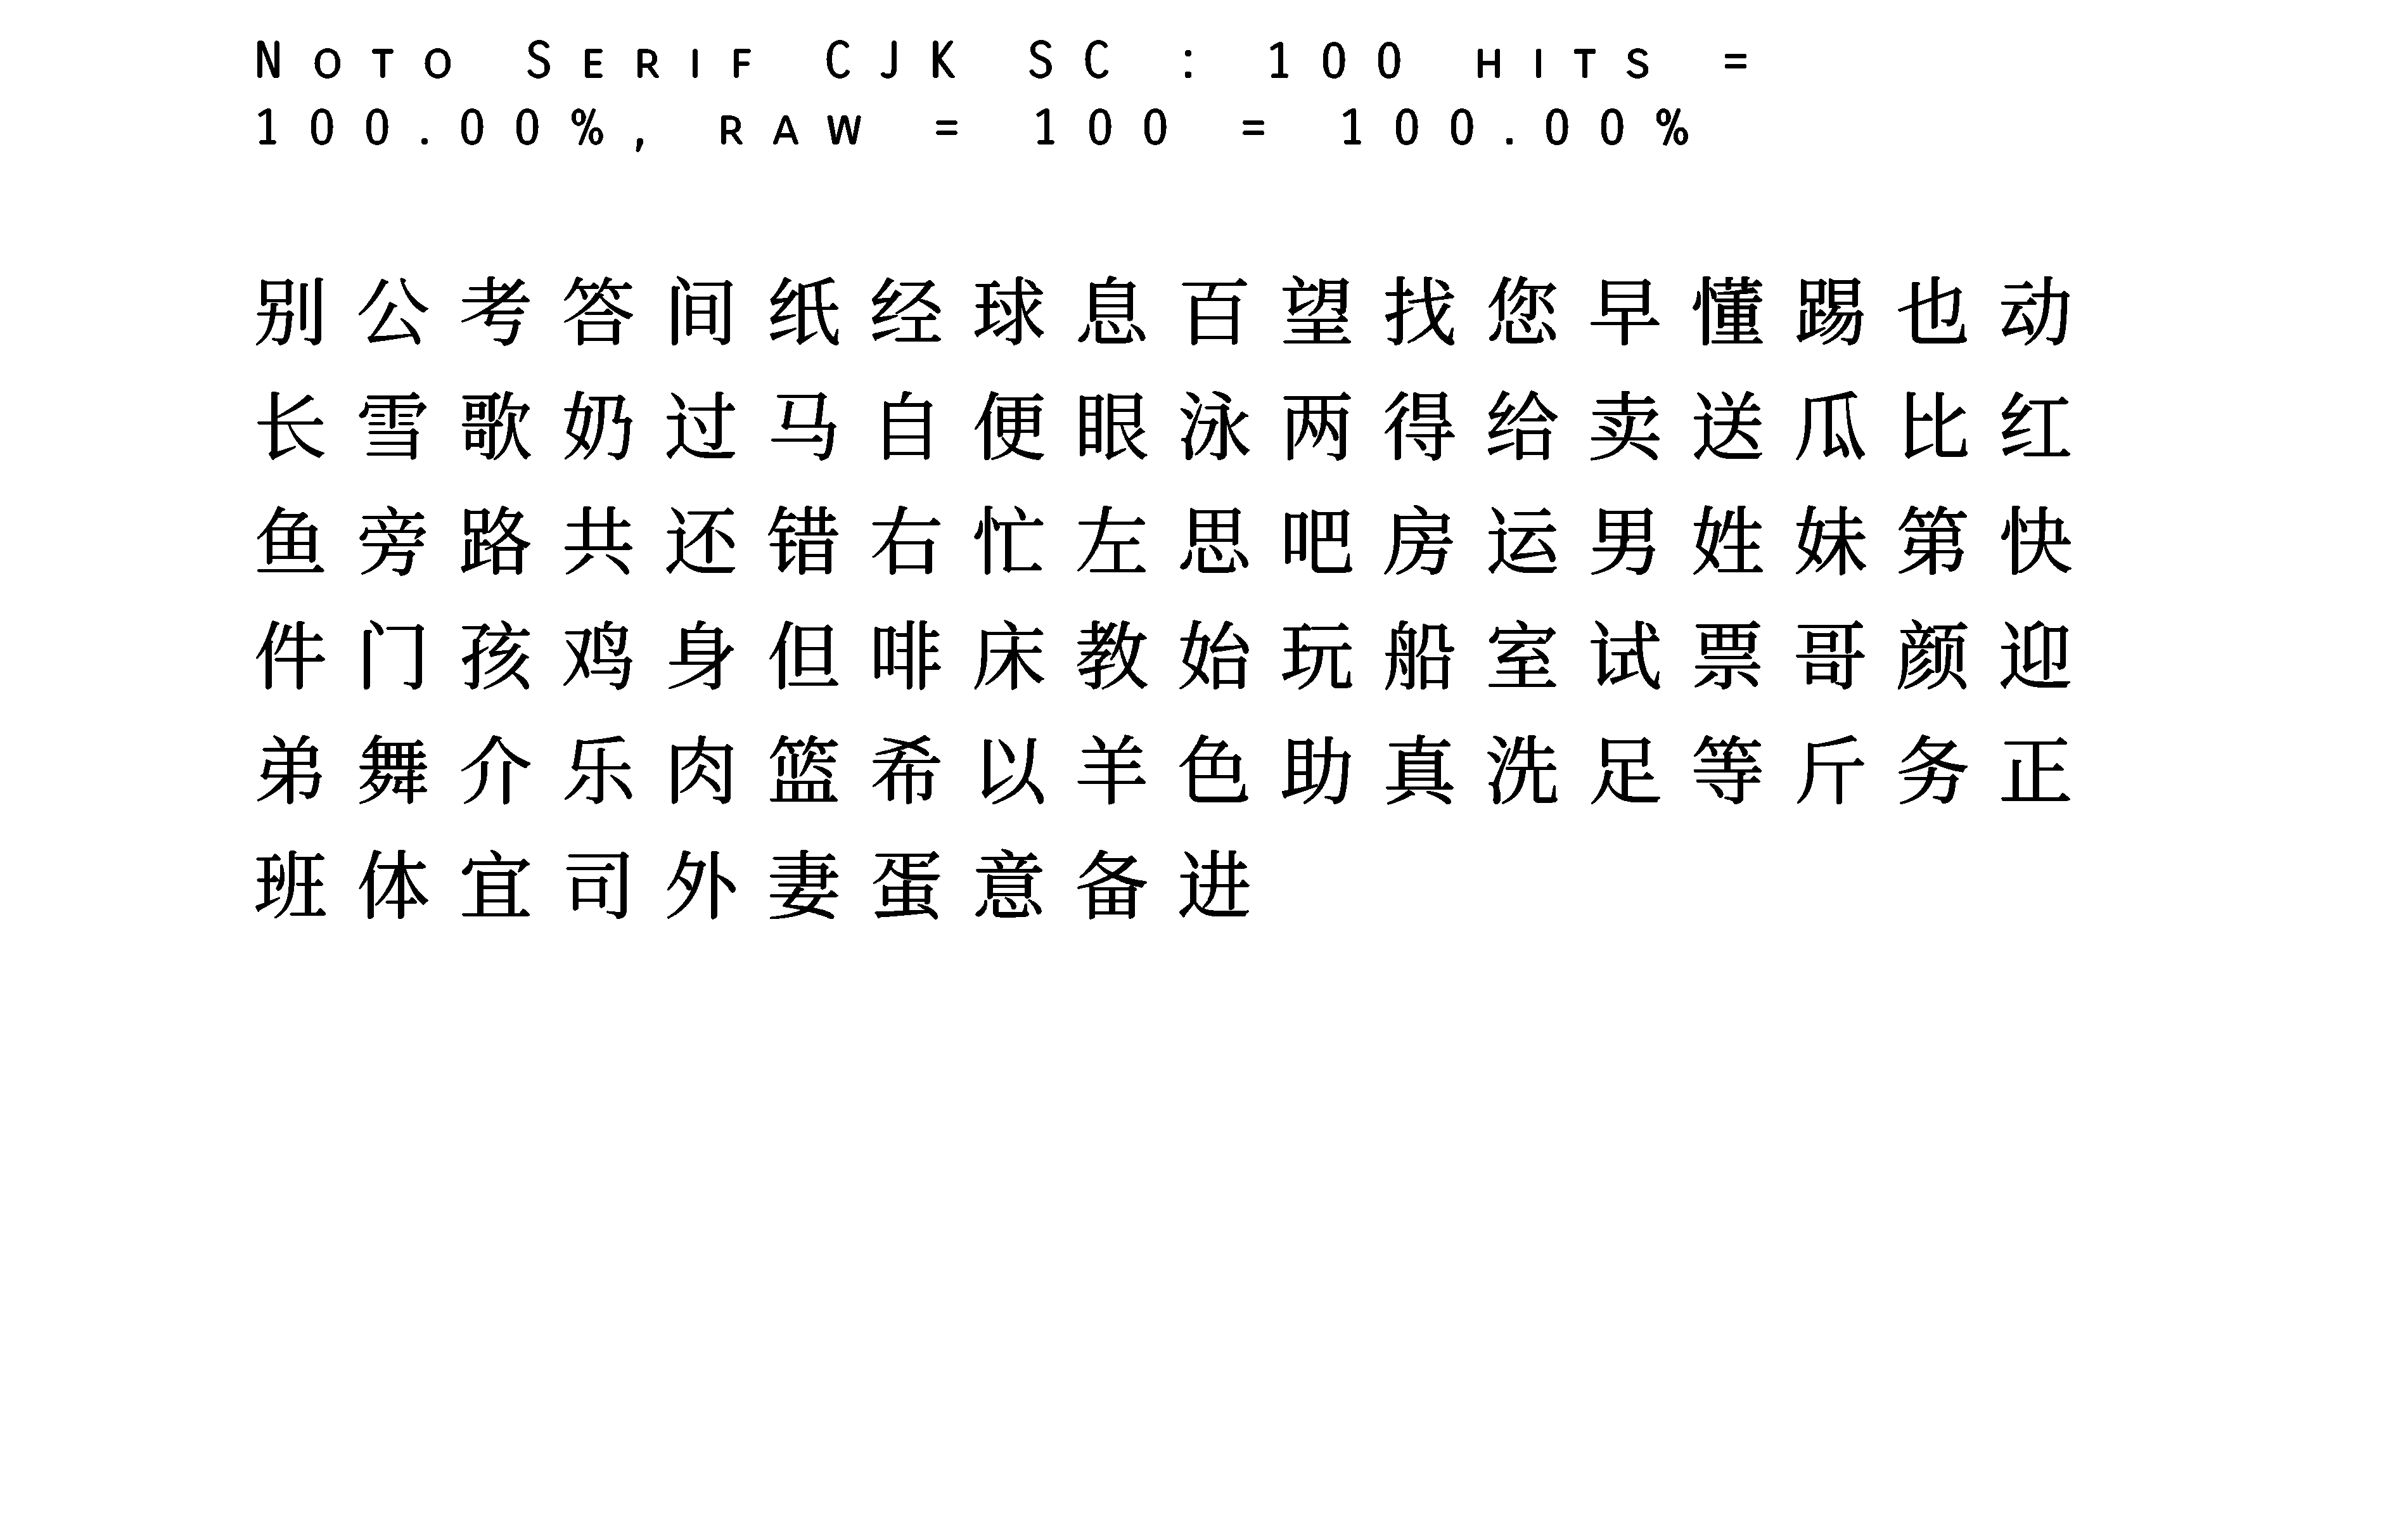 Noto Serif CJK SC : 100 hits =
100.00%, raw = 100 = 100.00%
别公考答间纸经球息百望找您早懂踢也动
长雪歌奶过马自便眼泳两得给卖送瓜比红
鱼旁路共还错右忙左思吧房运男姓妹第快
件门孩鸡身但啡床教始玩船室试票哥颜迎
弟舞介乐肉篮希以羊色助真洗足等斤务正
班体宜司外妻蛋意备进